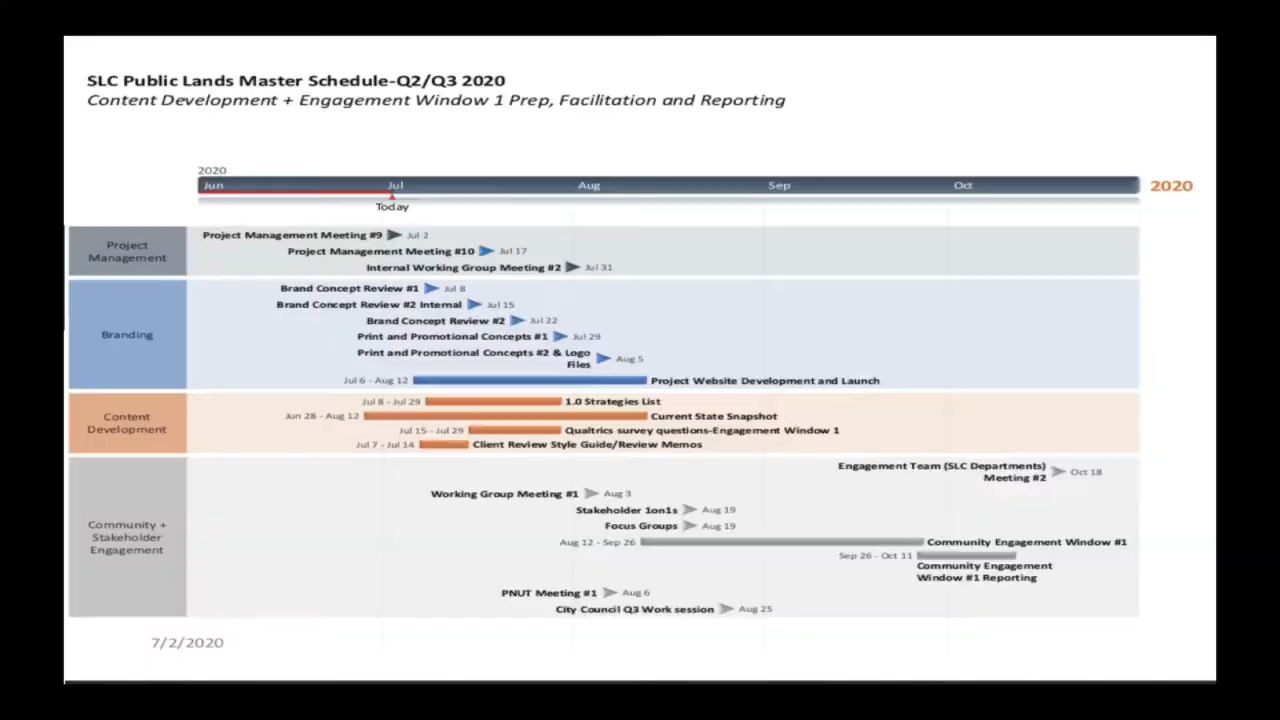 SLC Public Lands Master Schedule-Q2/Q3 2020
Content Development + Engagement Window 1 Prep, Facilitation and Reporting
2020
Jun Jul Aug Sep Oct 2020
Today
Project
Management
Project Management Meeting #9 Jul 2
Project Management Meeting #10 Jul 17
Internal Working Group Meeting #2 Jul 31
Branding
Brand Concept Review #1 Jul 8
Brand Concept Review #2 Internal Jul 15
Brand Concept Review #2 Jul 22
Print and Promotional Concepts #1 Jul 29
Print and Promotional Concepts #2 & Logo
Files Aug 5
Jul 6 - Aug 12 Project Website Development and Launch
Content
Development
Jul 8 - Jul 29 1.0 Strategies List
Jun 28 - Aug 12 Current State Snapshot
Jul 15 - Jul 29 Qualtrics survey questions-Engagement Window 1
Jul 7 - Jul 14 Client Review Style Guide/Review Memos
Community +
Stakeholder
Engagement
Engagement Team (SLC Departments)
Meeting #2 Oct 18
Working Group Meeting #1 Aug 3
Stakeholder 1on1s Aug 19
Focus Groups Aug 19
Aug 12 - Sep 26 Community Engagement Window #1
Sep 26 - Oct 11
Community Engagement
Window #1 Reporting
PNUT Meeting #1 Aug 6
City Council Q3 Work session Aug 25
7/2/2020